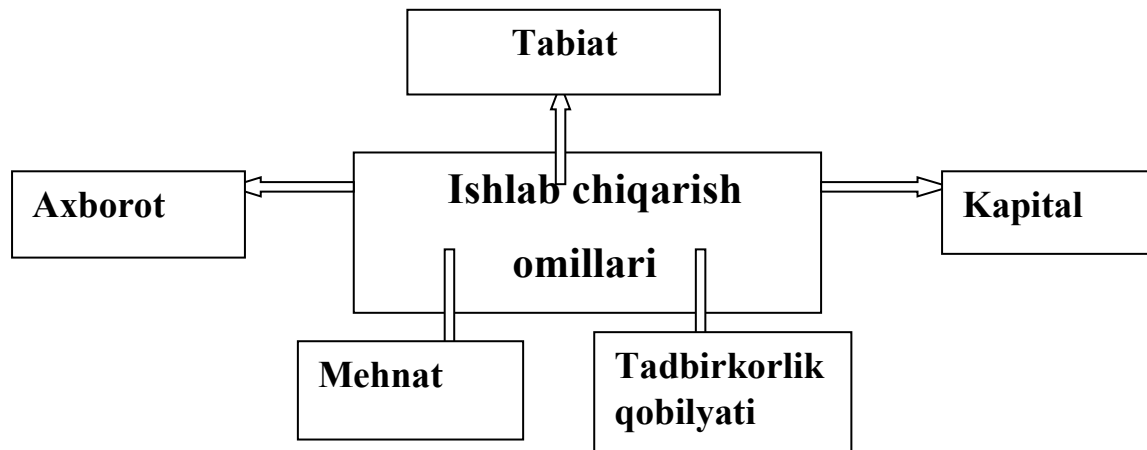 Tabiat
Axborot
Ishlab chiqarish
omillari
Kapital
Mehnat
Tadbirkorlik
qobilyati